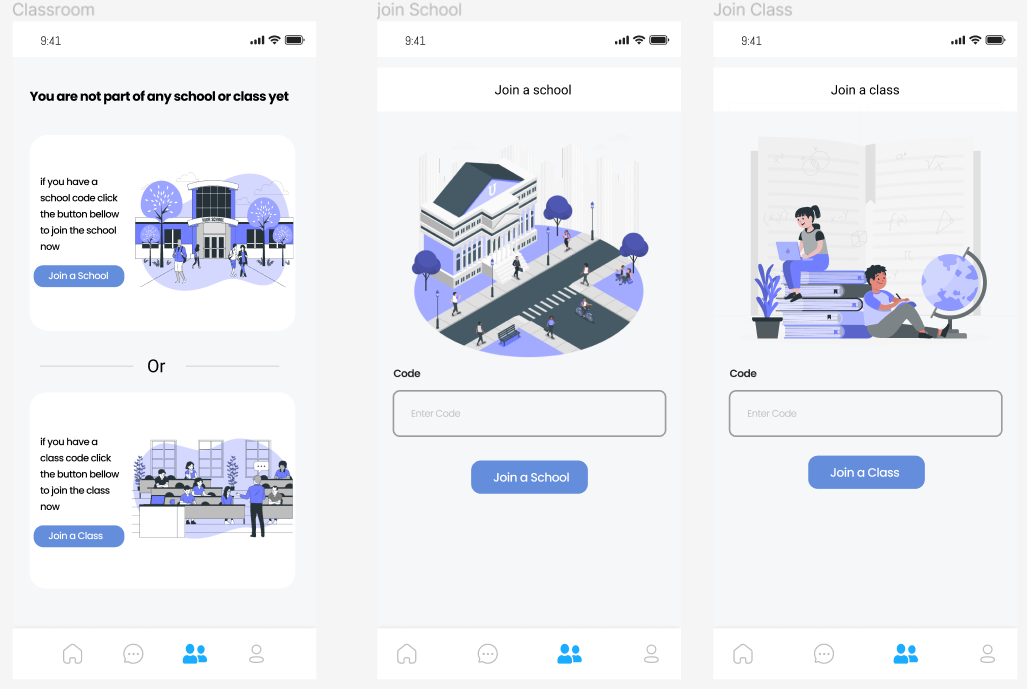 Classroom
9:41
You are not part of any school or class yet
if you have a
school code click
the button bellow
to join the school
now
Join a School
Or
if you have a
class code click
the button bellow
to join the class
now
Join a Class
join School
9:41
Join a school
U
Code
Enter Code
Join a School
Join Class
9:41
Join a class
Code
Enter Code
Join a Class